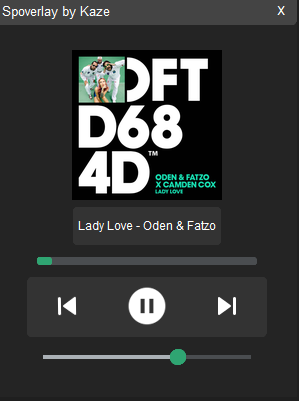 Spoverlay by Kaze X
DFT
D68
4D™
ODEN & FATZO
X CAMDEN COX
LADY LOVE
Lady Love - Oden & Fatzo